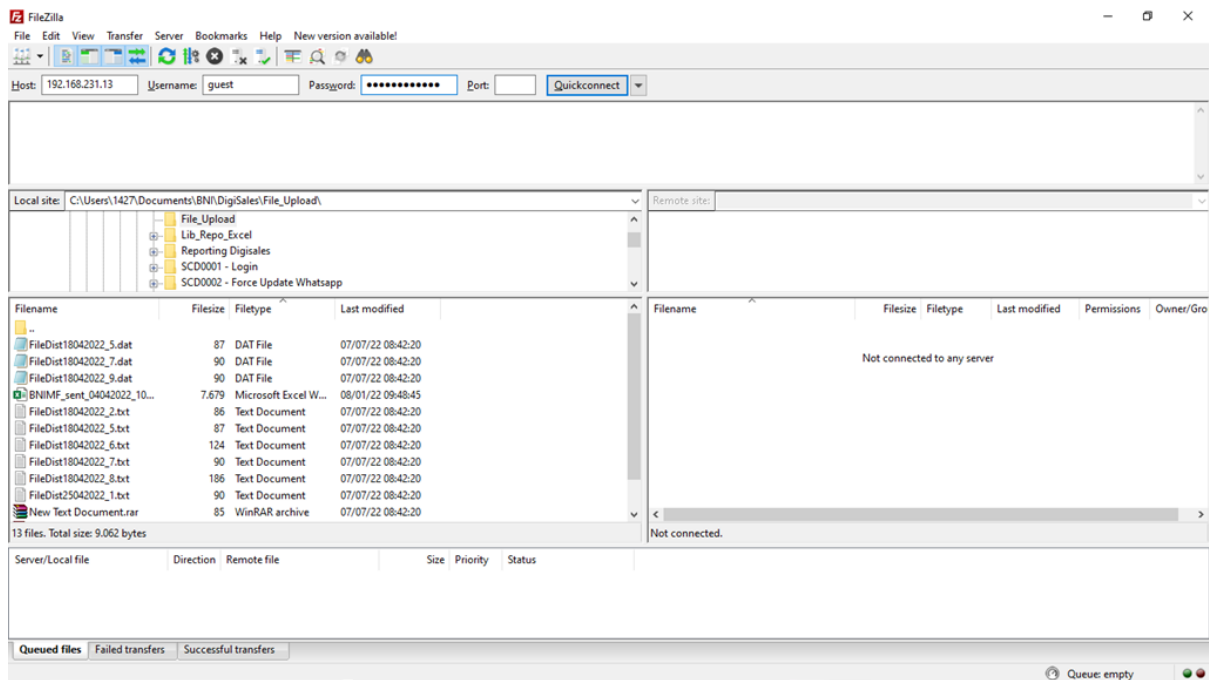 FileZilla
File Edit View Transfer Server Bookmarks Help New version available!
Host: 192.168.231.13 Username: guest Password: •••••••••••• Port: Quickconnect
Local site: C:\Users\1427\Documents\BNI\DigiSales\File_Upload\
Remote site:
File_Upload
Lib_Repo_Excel
Reporting Digisales
SCD0001 - Login
SCD0002 - Force Update Whatsapp
Filename Filesize Filetype Last modified
..
FileDist18042022_5.dat 87 DAT File 07/07/22 08:42:20
FileDist18042022_7.dat 90 DAT File 07/07/22 08:42:20
FileDist18042022_9.dat 90 DAT File 07/07/22 08:42:20
BNIMF_sent_04042022_10... 7.679 Microsoft Excel W... 08/01/22 09:48:45
FileDist18042022_2.txt 86 Text Document 07/07/22 08:42:20
FileDist18042022_5.txt 87 Text Document 07/07/22 08:42:20
FileDist18042022_6.txt 124 Text Document 07/07/22 08:42:20
FileDist18042022_7.txt 90 Text Document 07/07/22 08:42:20
FileDist18042022_8.txt 186 Text Document 07/07/22 08:42:20
FileDist25042022_1.txt 90 Text Document 07/07/22 08:42:20
New Text Document.rar 85 WinRAR archive 07/07/22 08:42:20
13 files. Total size: 9.062 bytes
Filename Filesize Filetype Last modified Permissions Owner/Gro
Not connected to any server
Not connected.
Server/Local file Direction Remote file Size Priority Status
Queued files Failed transfers Successful transfers
Queue: empty